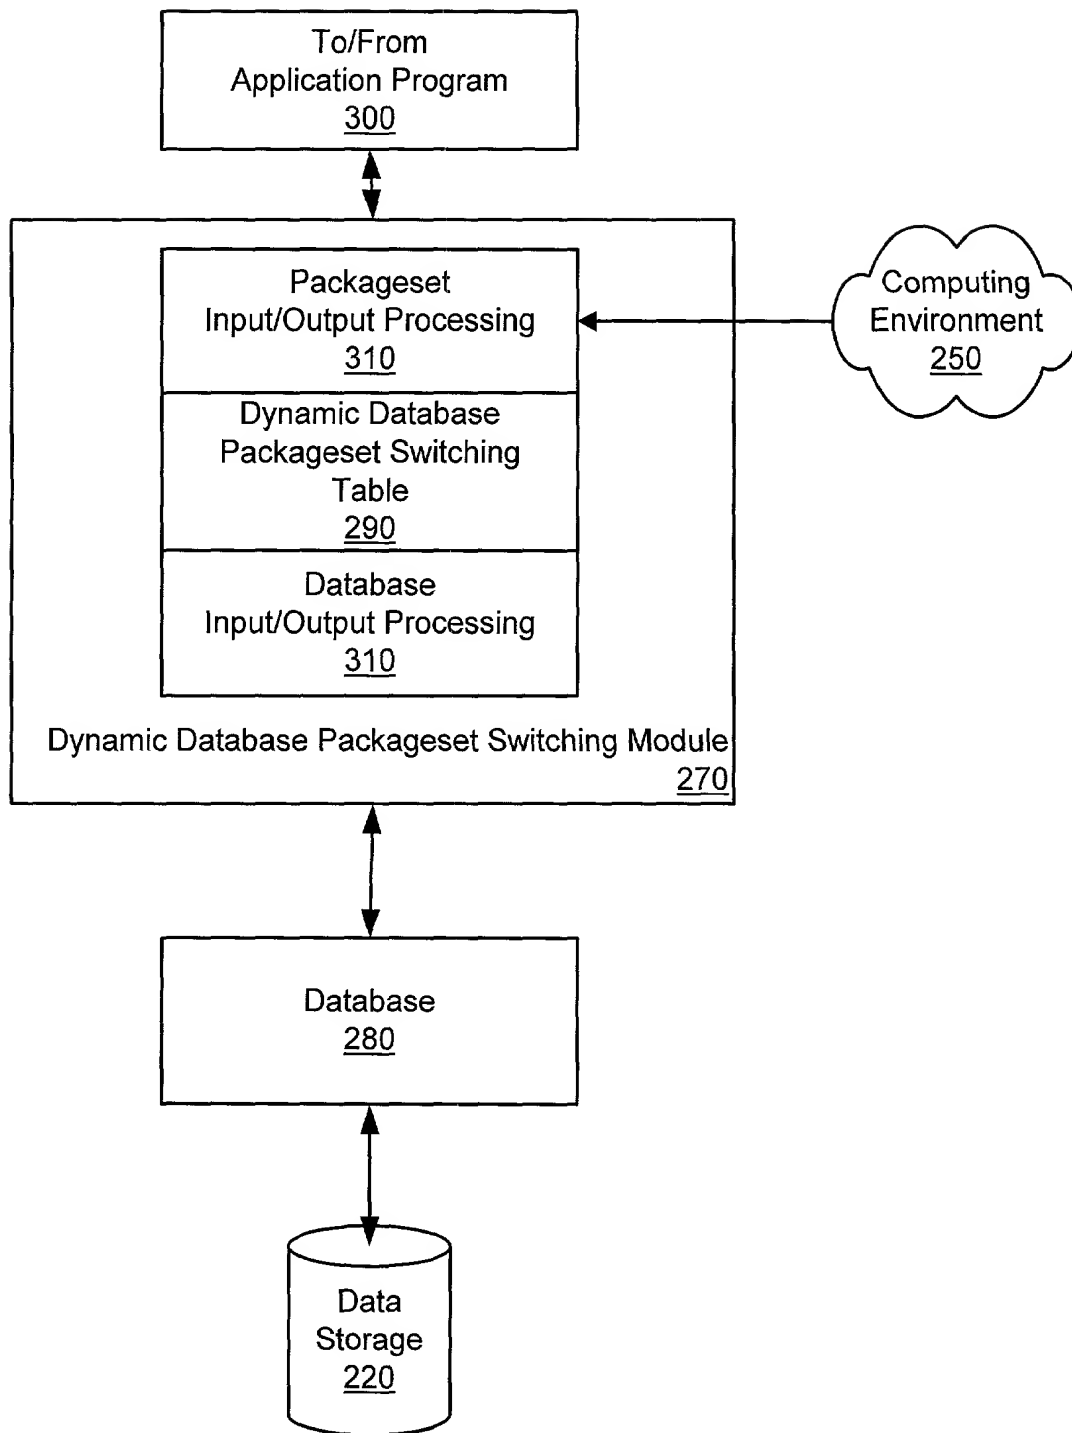 To/From
Application Program
300
Packageset
Input/Output Processing
310
Computing
Environment
250
Dynamic Database
Packageset Switching
Table
290
Database
Input/Output Processing
310
Dynamic Database Packageset Switching Module
270
Database
280
Data
Storage
220